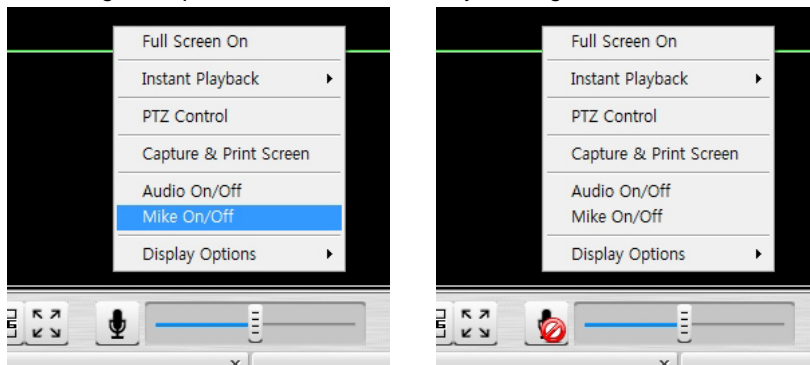 Full Screen On
Instant Playback
PTZ Control
Capture & Print Screen
Audio On/Off
Mike On/Off
Display Options
x
Full Screen On
Instant Playback
PTZ Control
Capture & Print Screen
Audio On/Off
Mike On/Off
Display Options
x